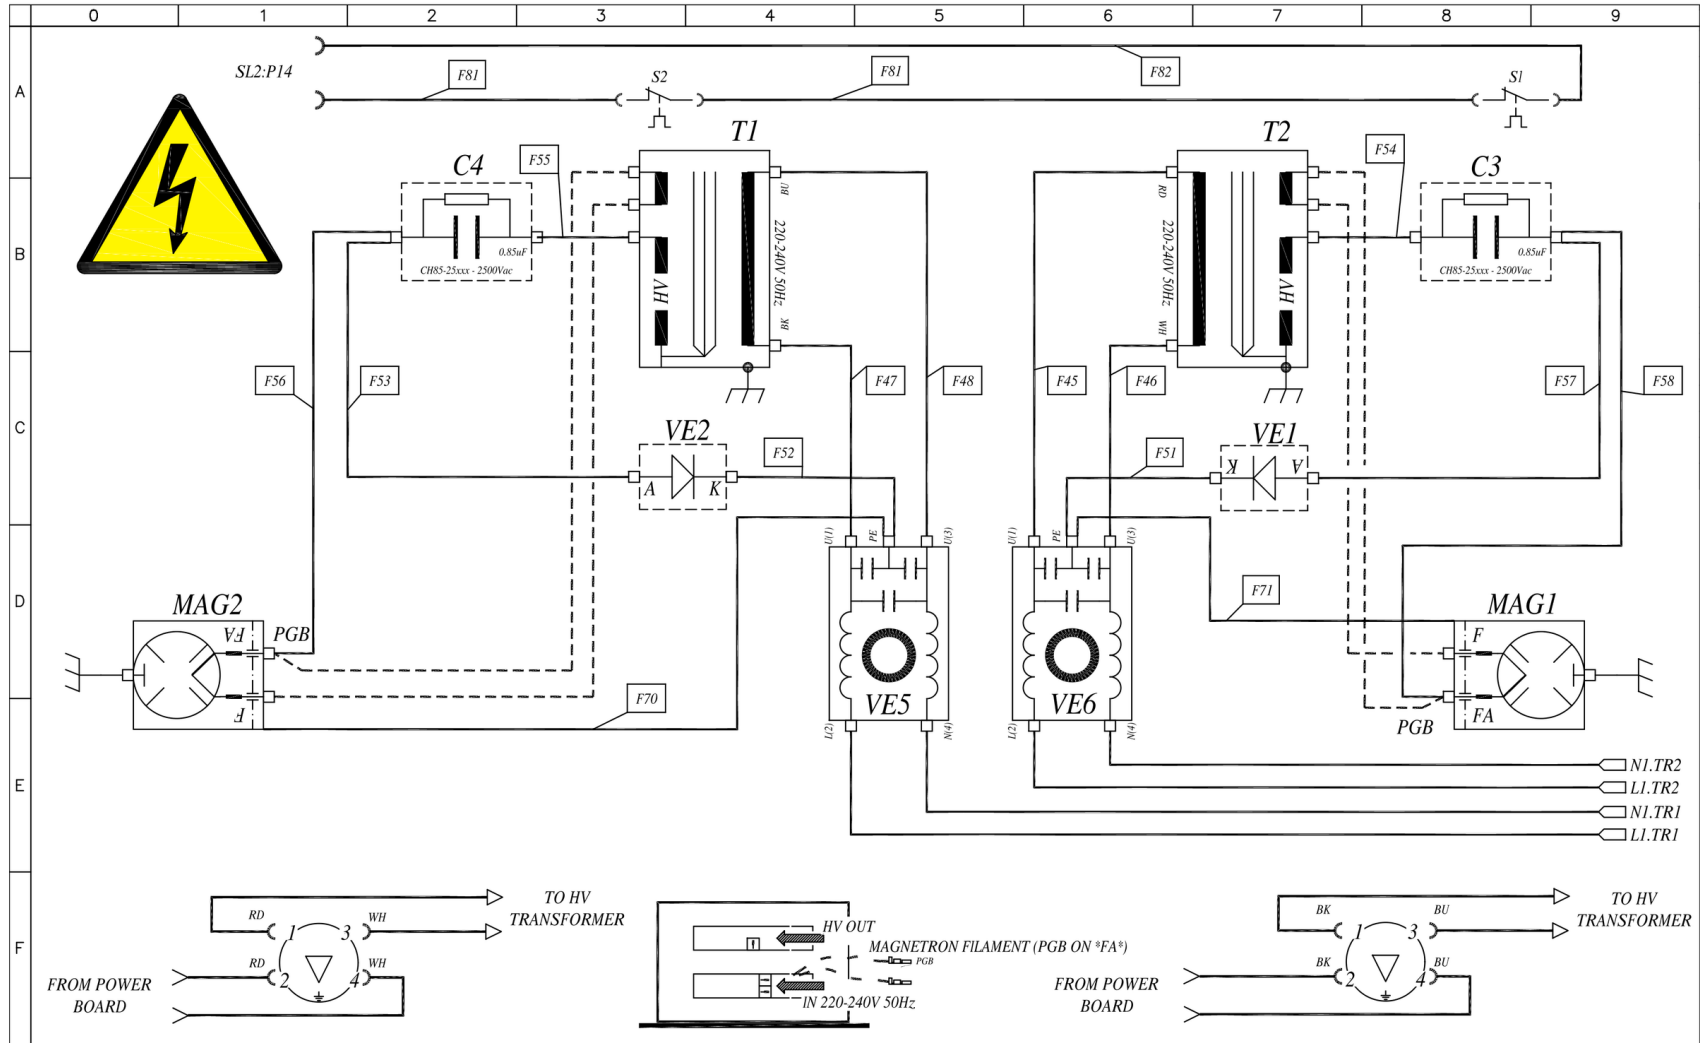 0 1 2 3 4 5 6 7 8 9
A
B
C
D
E
F
SL2:P14
F81
S2
F81
F82
S1
T1
T2
C4
F55
0.85uF
CH85-25xxx - 2500Vac
HV
BU
220-240V 50Hz
BK
RD
220-240V 50Hz
WH
HV
F54
C3
0.85uF
CH85-25xxx - 2500Vac
F56
F53
F47
F48
F45
F46
F57
F58
VE2
A
K
F52
F51
VE1
K
A
U(1)
PE
U(3)
U(1)
PE
U(3)
MAG2
FA
PGB
F
F70
VE5
L(2)
N(4)
VE6
L(2)
N(4)
F71
MAG1
F
FA
PGB
N1.TR2
L1.TR2
N1.TR1
L1.TR1
TO HV
TRANSFORMER
RD
WH
1
3
RD
WH
2
4
FROM POWER
BOARD
HV OUT
MAGNETRON FILAMENT (PGB ON *FA*)
PGB
IN 220-240V 50Hz
TO HV
TRANSFORMER
BK
BU
1
3
BK
BU
2
4
FROM POWER
BOARD